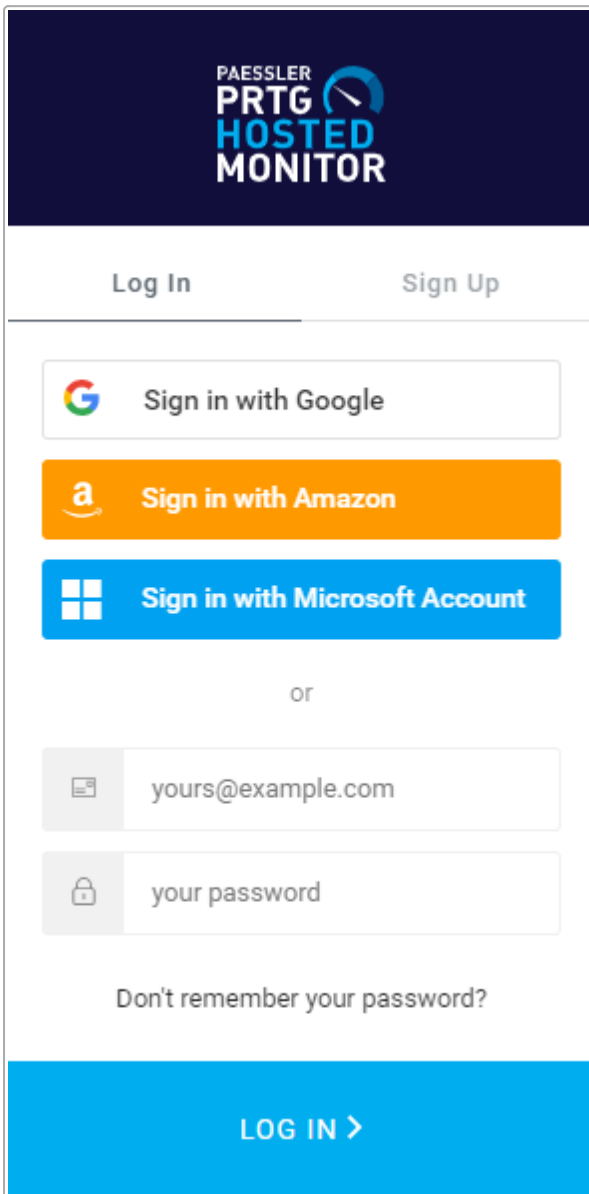 PAESSLER
PRTG
HOSTED
MONITOR
Log In Sign Up
Sign in with Google
Sign in with Amazon
Sign in with Microsoft Account
or
yours@example.com
your password
Don't remember your password?
LOG IN